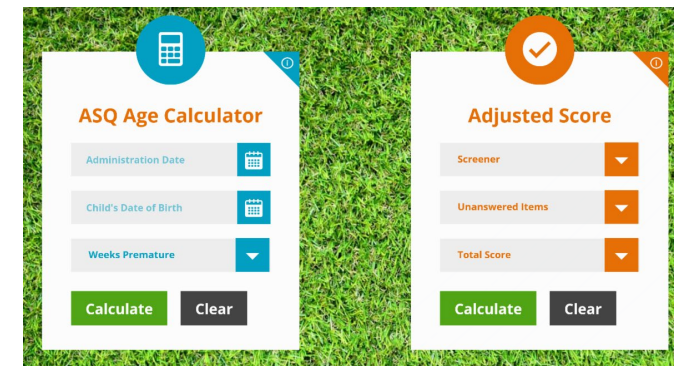 ASQ Age Calculator
Administration Date
Child's Date of Birth
Weeks Premature
Calculate Clear
Adjusted Score
Screener
Unanswered Items
Total Score
Calculate Clear